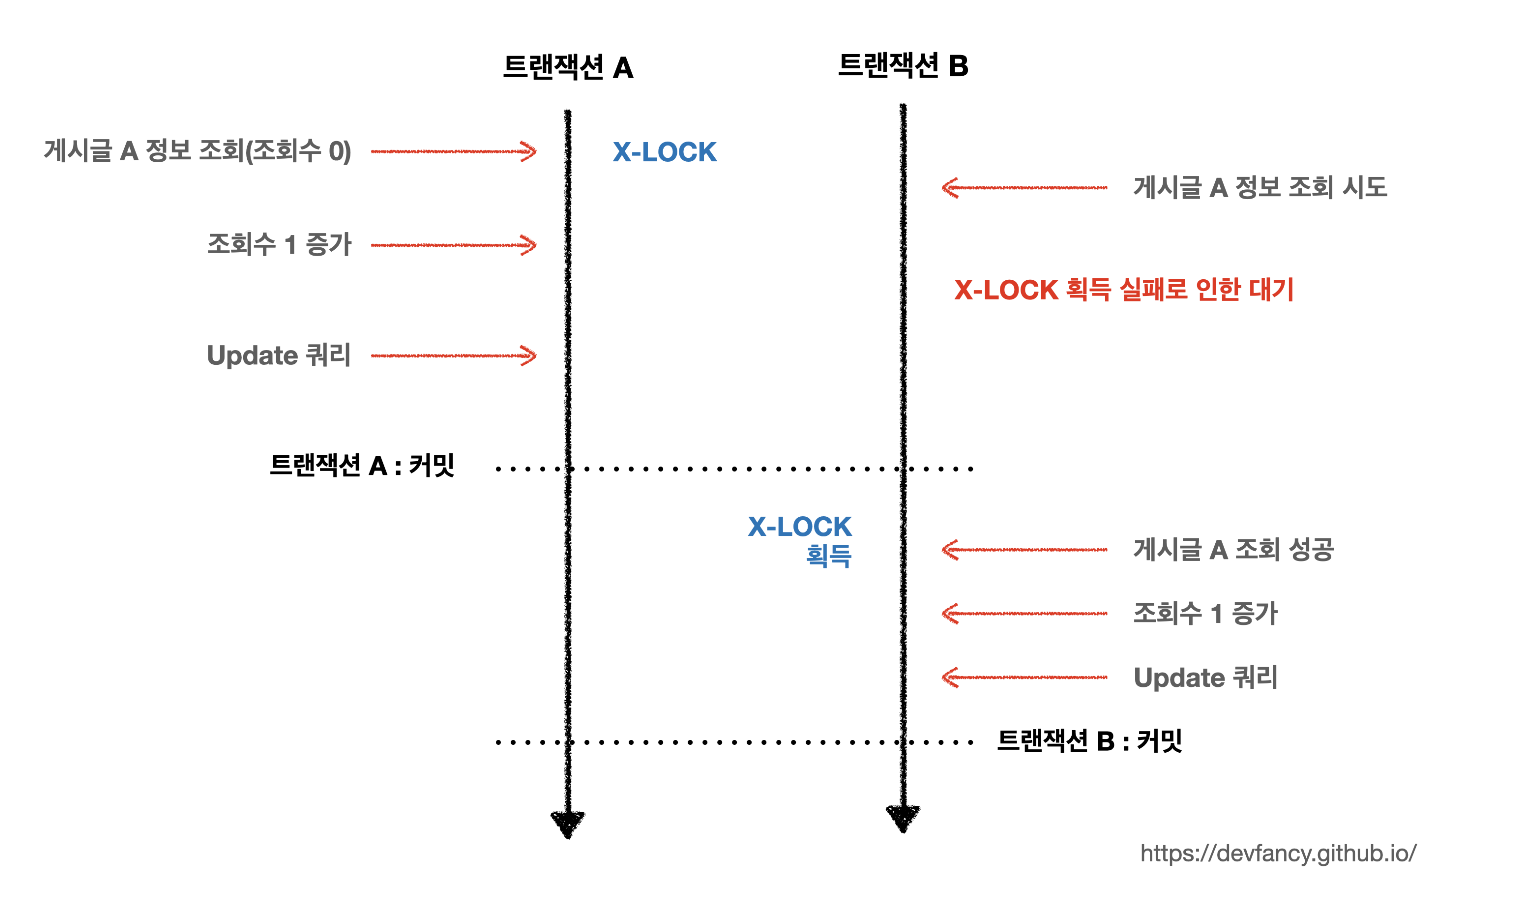 트랜잭션 A
트랜잭션 B
게시글 A 정보 조회(조회수 0)
X-LOCK
게시글 A 정보 조회 시도
조회수 1 증가
X-LOCK 획득 실패로 인한 대기
Update 쿼리
트랜잭션 A : 커밋
X-LOCK
획득
게시글 A 조회 성공
조회수 1 증가
Update 쿼리
트랜잭션 B : 커밋
https://devfancy.github.io/